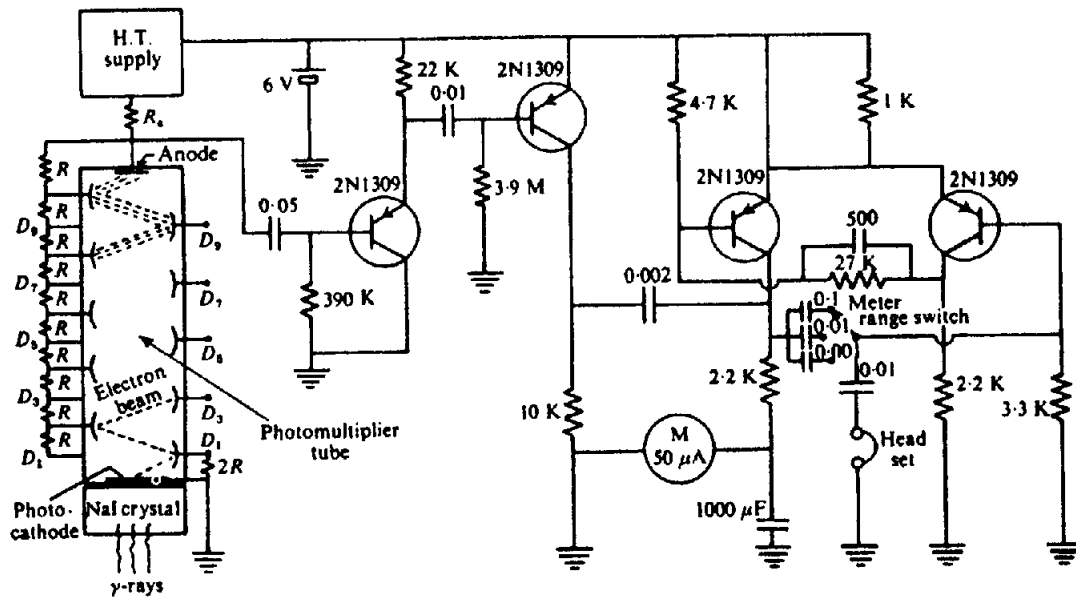 H.T.
supply
6 V
22 K
0·01
2N1309
4·7 K
1 K
R
Anode
R
2N1309
3·9 M
2N1309
2N1309
0·05
R
D₉
R
D₉
500
R
0·002
27 K
D₇
R
D₇
390 K
0·1
Meter
range switch
0·01
R
D₅
0·00
R
Electron
beam
2·2 K
0·01
D₃
R
D₃
10 K
2·2 K
3·3 K
R
Photomultiplier
tube
M
50 μA
Head
set
D₁
D₁
2R
Photo-
cathode
NaI crystal
1000 μF
γ-rays